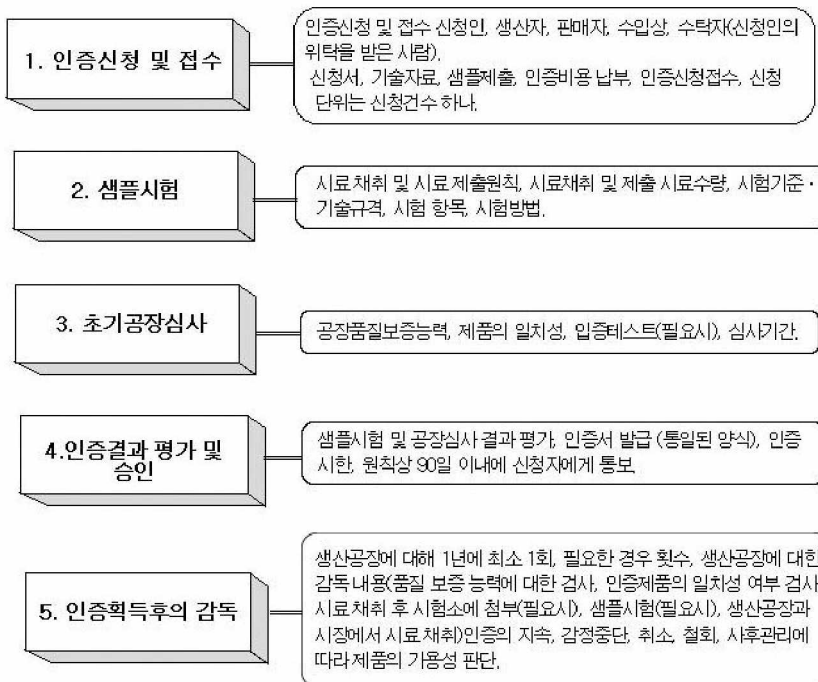 1. 인증신청 및 접수
인증신청 및 접수 신청인, 생산자, 판매자, 수입상, 수탁자(신청인의
위탁을 받은 사람).
신청서, 기술자료, 샘플제출, 인증비용 납부, 인증신청접수, 신청
단위는 신청건수 하나.
2. 샘플시험
시료채취 및 시료 제출원칙, 시료채취 및 제출 시료수량, 시험기준·
기술규격, 시험 항목, 시험방법.
3. 초기공장심사
공장품질보증능력, 제품의 일치성, 입증테스트(필요시), 심사기간.
4.인증결과 평가 및
승인
샘플시험 및 공장심사 결과 평가, 인증서 발급 (통일된 양식), 인증
시한, 원칙상 90일 이내에 신청자에게 통보.
5. 인증획득후의 감독
생산공장에 대해 1년에 최소 1회, 필요한 경우 횟수, 생산공장에 대한
감독 내용(품질 보증 능력에 대한 검사, 인증제품의 일치성 여부 검사
시료채취 후 시험소에 첨부(필요시), 샘플시험(필요시), 생산공장과
시장에서 시료채취)인증의 지속, 감정중단, 취소, 철회, 사후관리에
따라 제품의 가용성 판단.